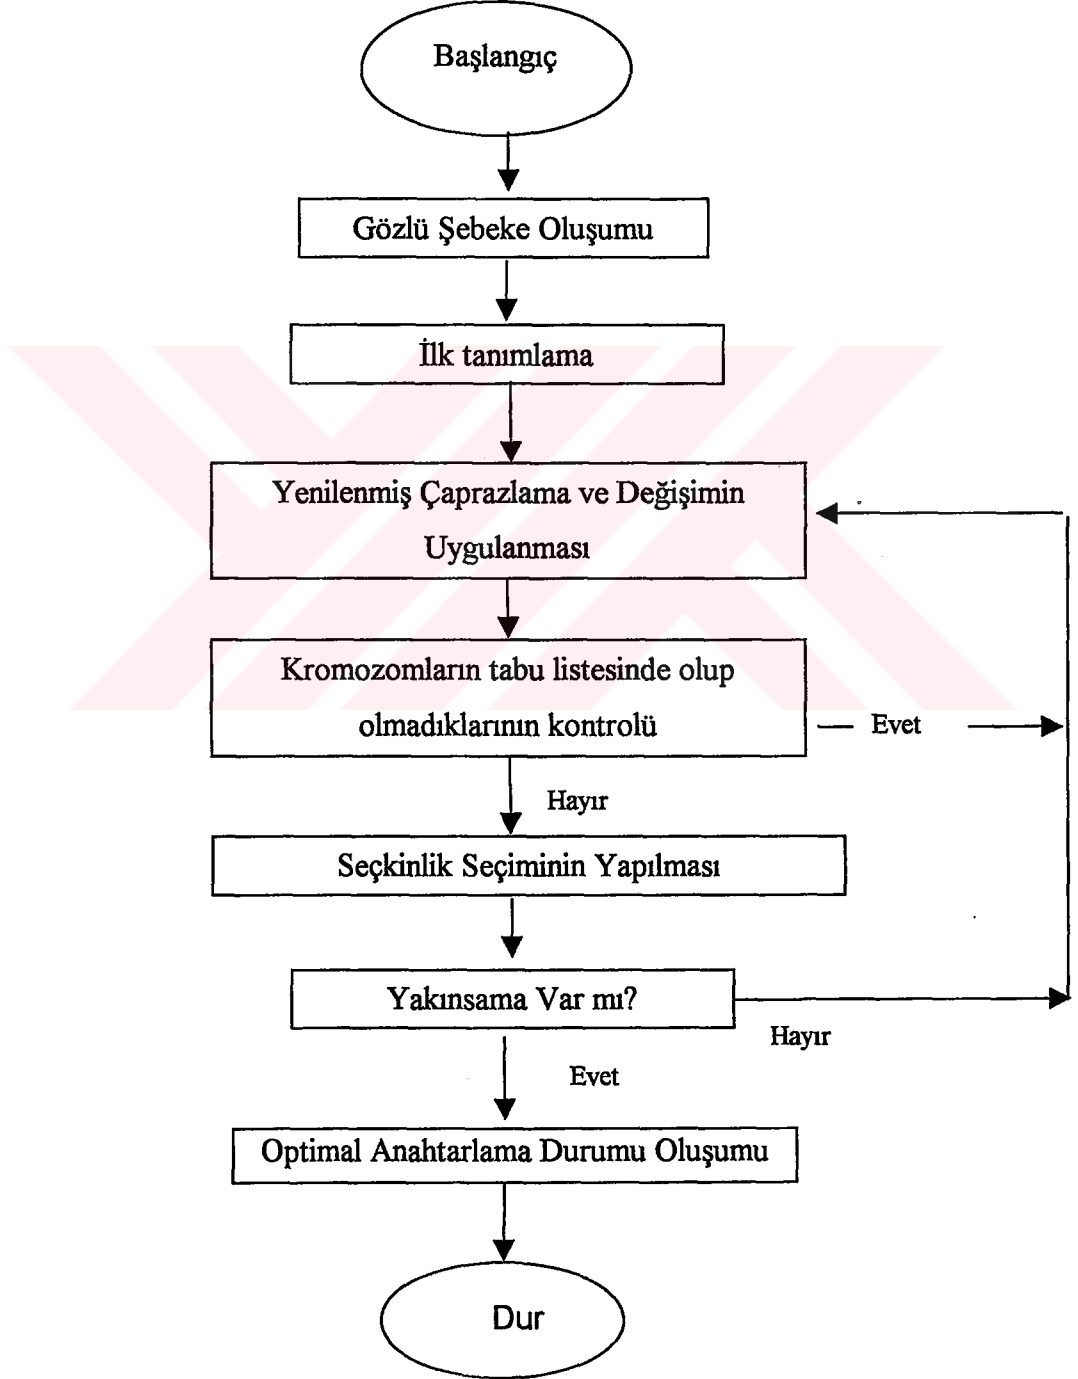 Başlangıç
Gözlü Şebeke Oluşumu
İlk tanımlama
Yenilenmiş Çaprazlama ve Değişimin
Uygulanması
Kromozomların tabu listesinde olup
olmadıklarının kontrolü
Evet
Hayır
Seçkinlik Seçiminin Yapılması
Yakınsama Var mı?
Hayır
Evet
Optimal Anahtarlama Durumu Oluşumu
Dur